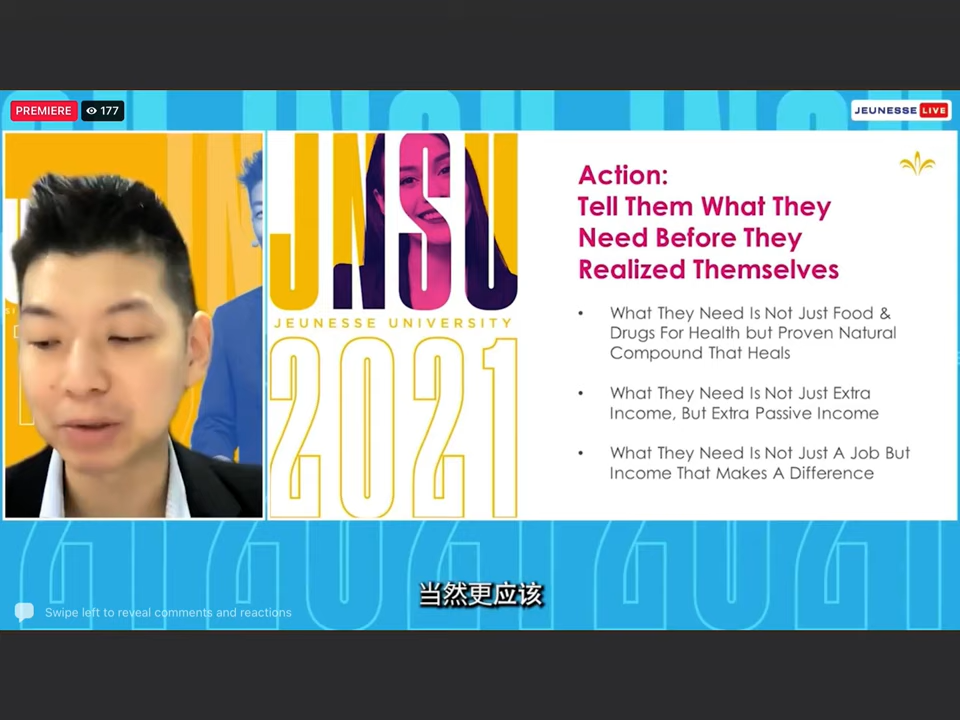 PREMIERE
177
JEUNESSE LIVE
JNSU
JEUNESSE UNIVERSITY
2021
Action:
Tell Them What They
Need Before They
Realized Themselves
• What They Need Is Not Just Food &
Drugs For Health but Proven Natural
Compound That Heals
• What They Need Is Not Just Extra
Income, But Extra Passive Income
• What They Need Is Not Just A Job But
Income That Makes A Difference
当然更应该
Swipe left to reveal comments and reactions